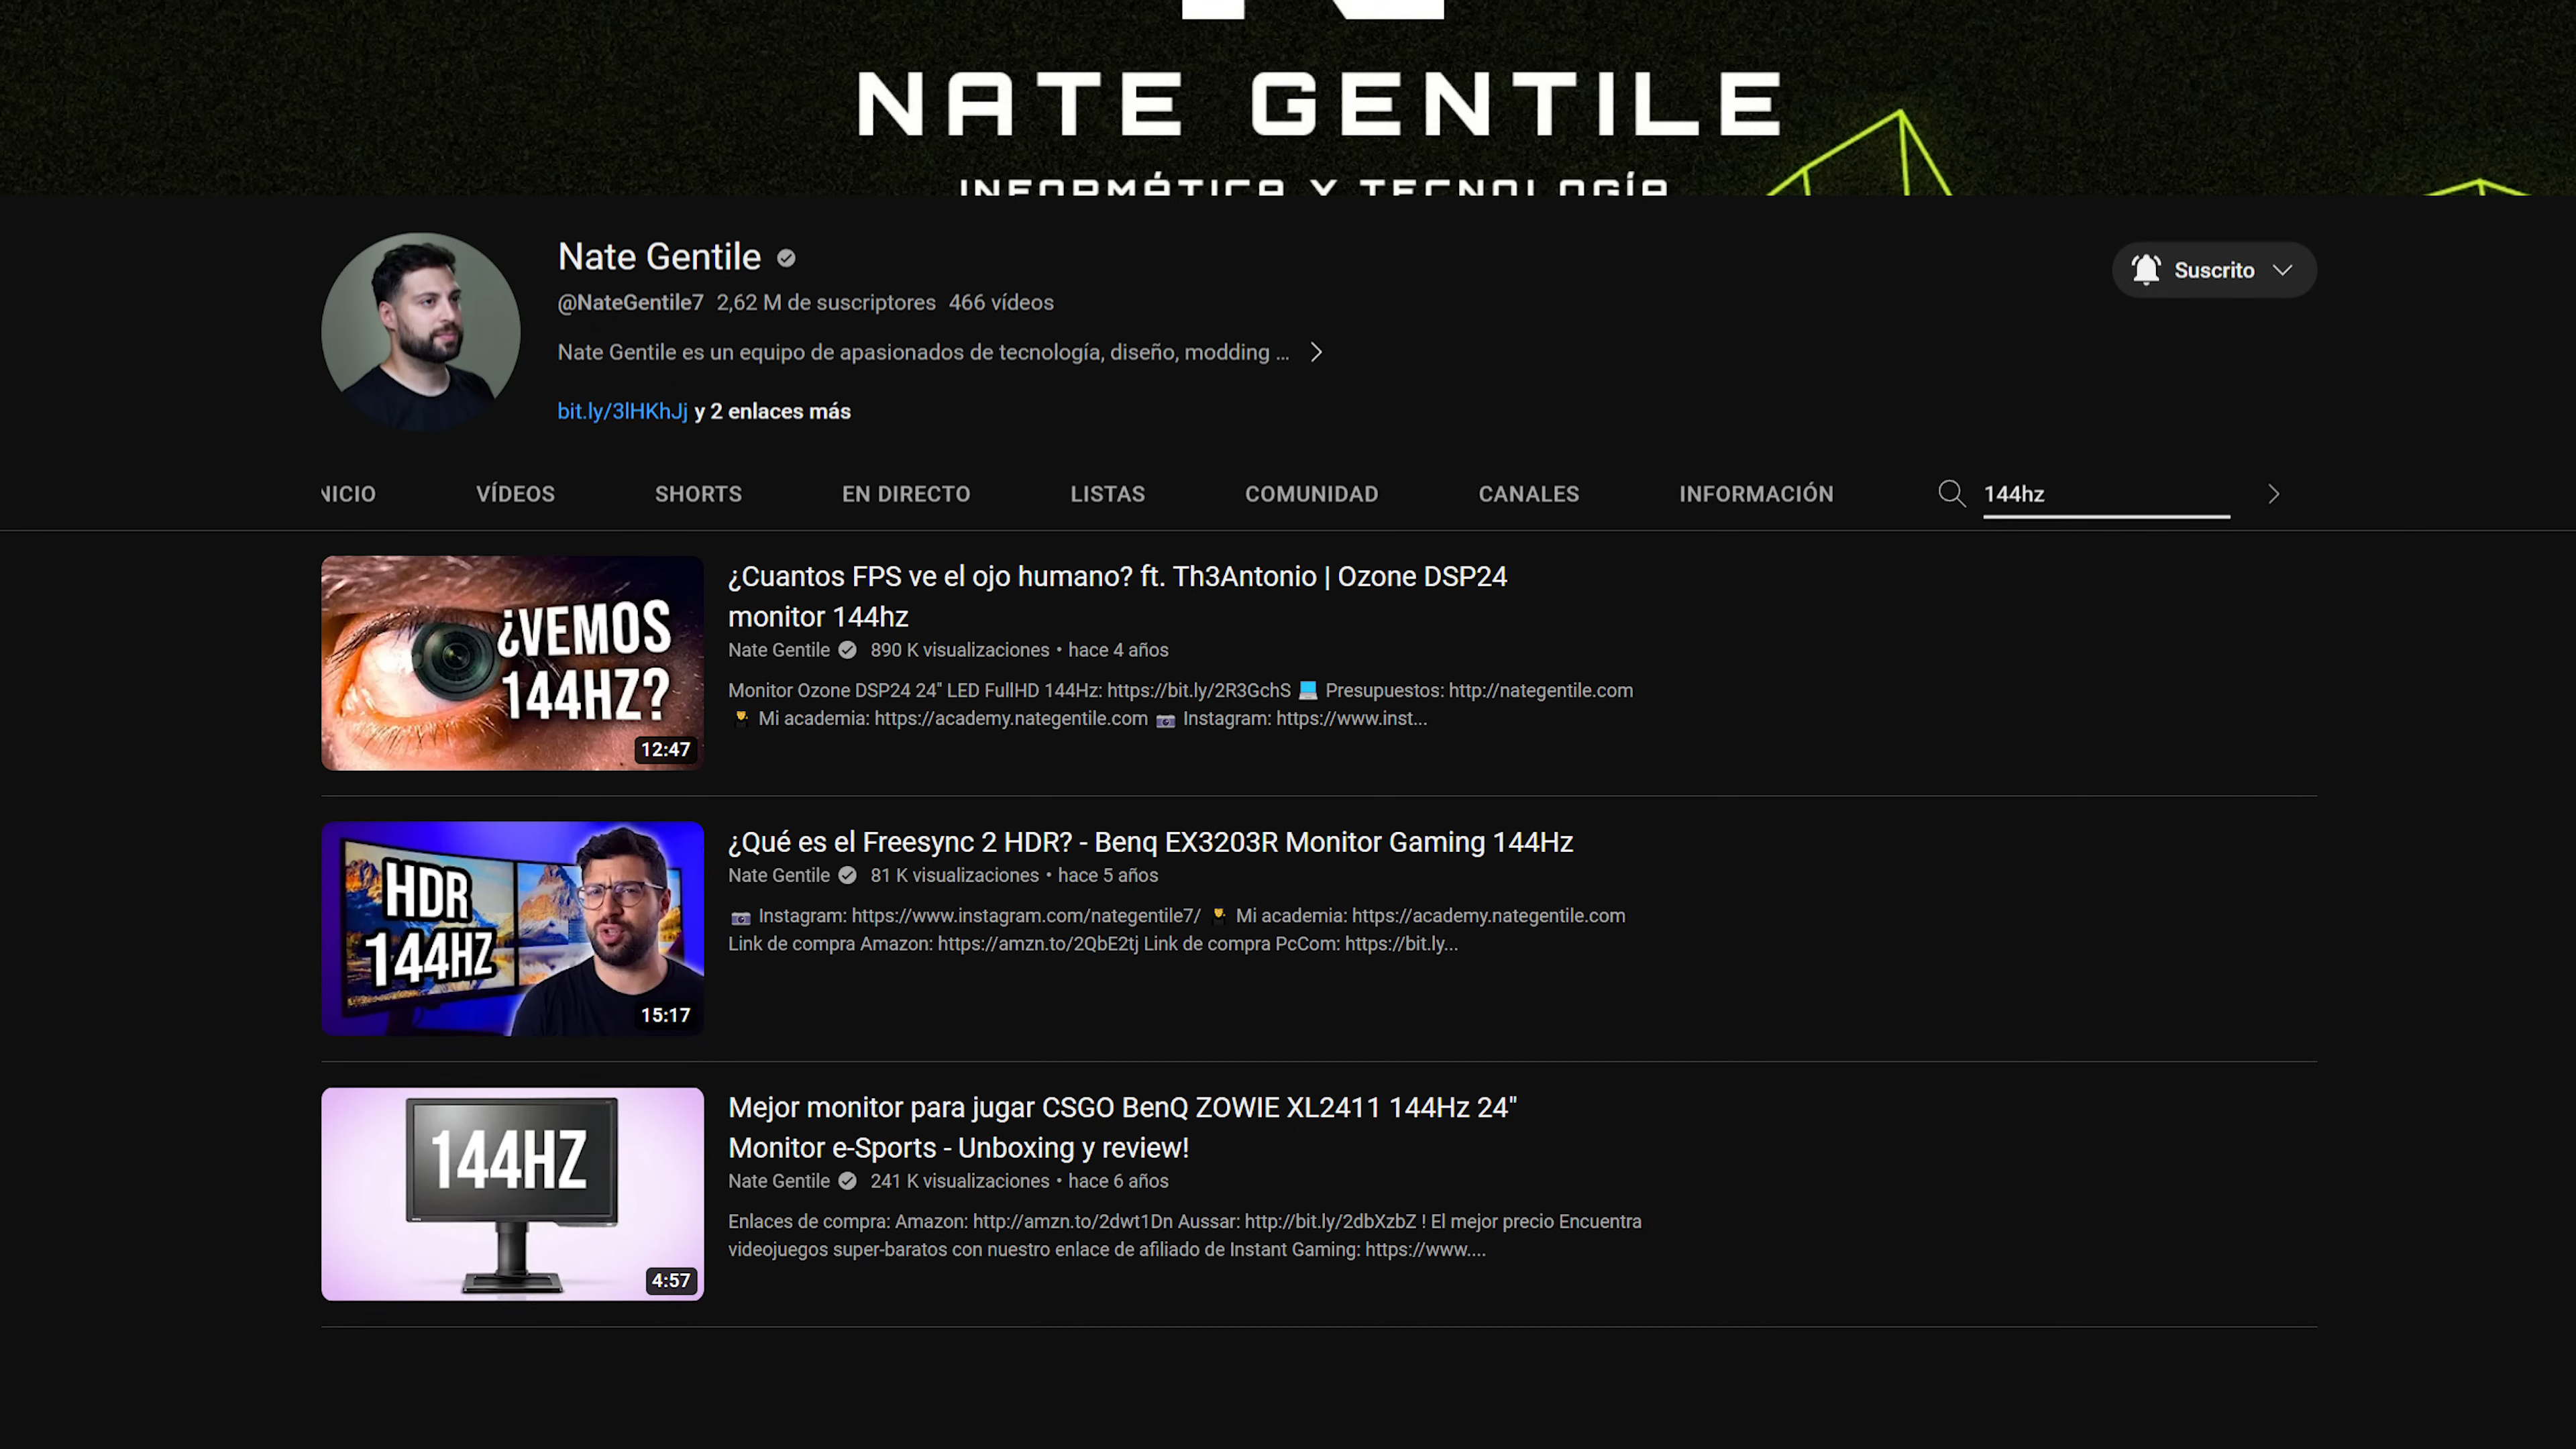 NATE GENTILE
INFORMÁTICA Y TECNOLOGÍA
Nate Gentile
@NateGentile7 2,62 M de suscriptores 466 vídeos
Suscrito
Nate Gentile es un equipo de apasionados de tecnología, diseño, modding ...
bit.ly/3lHKhJj y 2 enlaces más
NICIO VÍDEOS SHORTS EN DIRECTO LISTAS COMUNIDAD CANALES INFORMACIÓN 144hz
¿VEMOS
144HZ?
12:47
¿Cuantos FPS ve el ojo humano? ft. Th3Antonio | Ozone DSP24
monitor 144hz
Nate Gentile 890 K visualizaciones • hace 4 años
Monitor Ozone DSP24 24" LED FullHD 144Hz: https://bit.ly/2R3GchS 💻 Presupuestos: http://nategentile.com
Mi academia: https://academy.nategentile.com 📷 Instagram: https://www.inst...
HDR
144HZ
15:17
¿Qué es el Freesync 2 HDR? - Benq EX3203R Monitor Gaming 144Hz
Nate Gentile 81 K visualizaciones • hace 5 años
📷 Instagram: https://www.instagram.com/nategentile7/ Mi academia: https://academy.nategentile.com
Link de compra Amazon: https://amzn.to/2QbE2tj Link de compra PcCom: https://bit.ly...
144HZ
4:57
Mejor monitor para jugar CSGO BenQ ZOWIE XL2411 144Hz 24"
Monitor e-Sports - Unboxing y review!
Nate Gentile 241 K visualizaciones • hace 6 años
Enlaces de compra: Amazon: http://amzn.to/2dwt1Dn Aussar: http://bit.ly/2dbXzbZ ! El mejor precio Encuentra
videojuegos super-baratos con nuestro enlace de afiliado de Instant Gaming: https://www....